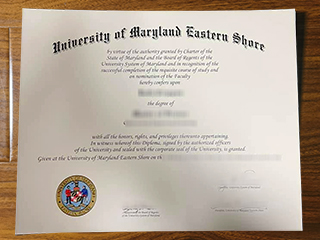 University of Maryland Eastern Shore
by virtue of the authority granted by Charter of the
State of Maryland and the Board of Regents of the
University System of Maryland and in recognition of the
successful completion of the requisite course of study and
on nomination of the Faculty
hereby confers upon
the degree of
with all the honors, rights, and privileges thereunto appertaining.
In witness whereof this Diploma, signed by the authorized officers
of the University and sealed with the corporate seal of the University, is granted.
Given at the University of Maryland Eastern Shore on the